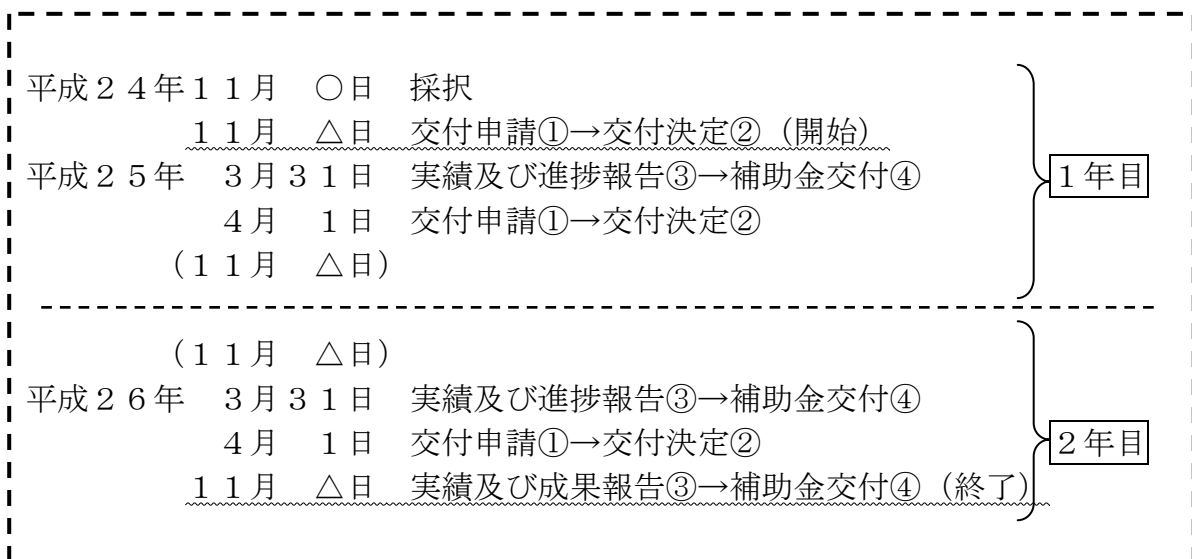 平成２４年１１月　○日　採択
１１月　△日　交付申請①→交付決定②（開始）
平成２５年　３月３１日　実績及び進捗報告③→補助金交付④
１年目
４月　１日　交付申請①→交付決定②
（１１月　△日）
（１１月　△日）
平成２６年　３月３１日　実績及び進捗報告③→補助金交付④
４月　１日　交付申請①→交付決定②
２年目
１１月　△日　実績及び成果報告③→補助金交付④（終了）